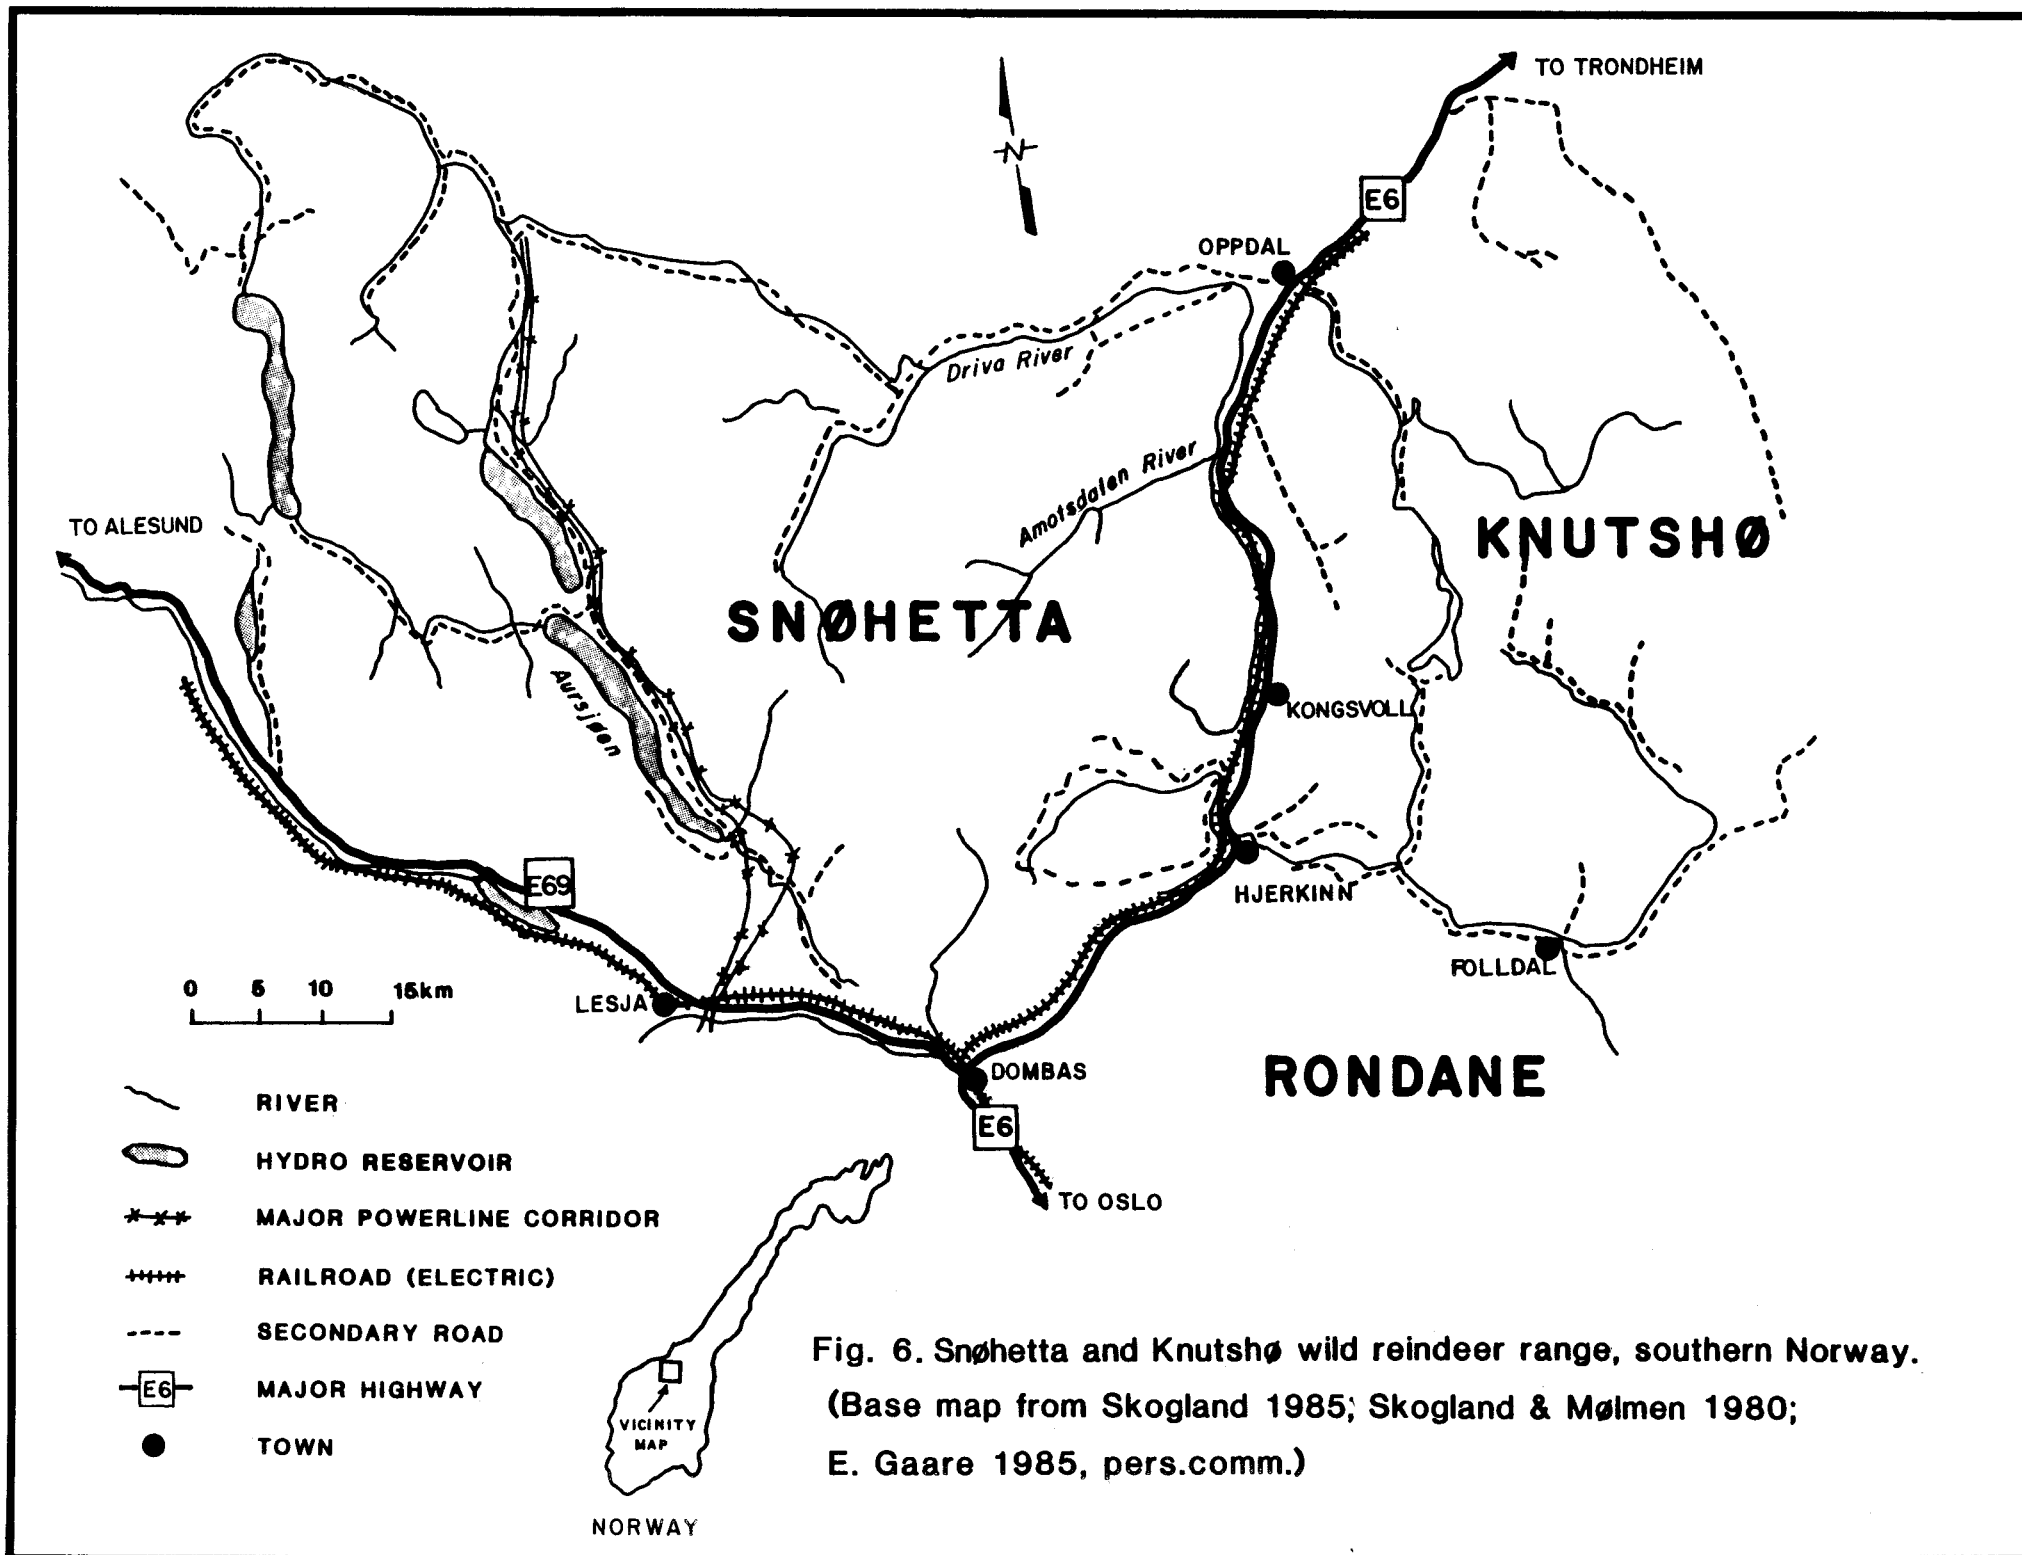 TO TRONDHEIM
N
E6
OPPDAL
Driva River
Amotsdalen River
TO ALESUND
KNUTSHØ
SNØHETTA
Aursjøen
KONGSVOLL
E69
HJERKINN
FOLLDAL
0 5 10 15km
LESJA
DOMBAS
RONDANE
E6
TO OSLO
RIVER
HYDRO RESERVOIR
MAJOR POWERLINE CORRIDOR
RAILROAD (ELECTRIC)
SECONDARY ROAD
E6 MAJOR HIGHWAY
TOWN
VICINITY
MAP
NORWAY
Fig. 6. Snøhetta and Knutshø wild reindeer range, southern Norway.
(Base map from Skogland 1985; Skogland & Mølmen 1980;
E. Gaare 1985, pers.comm.)